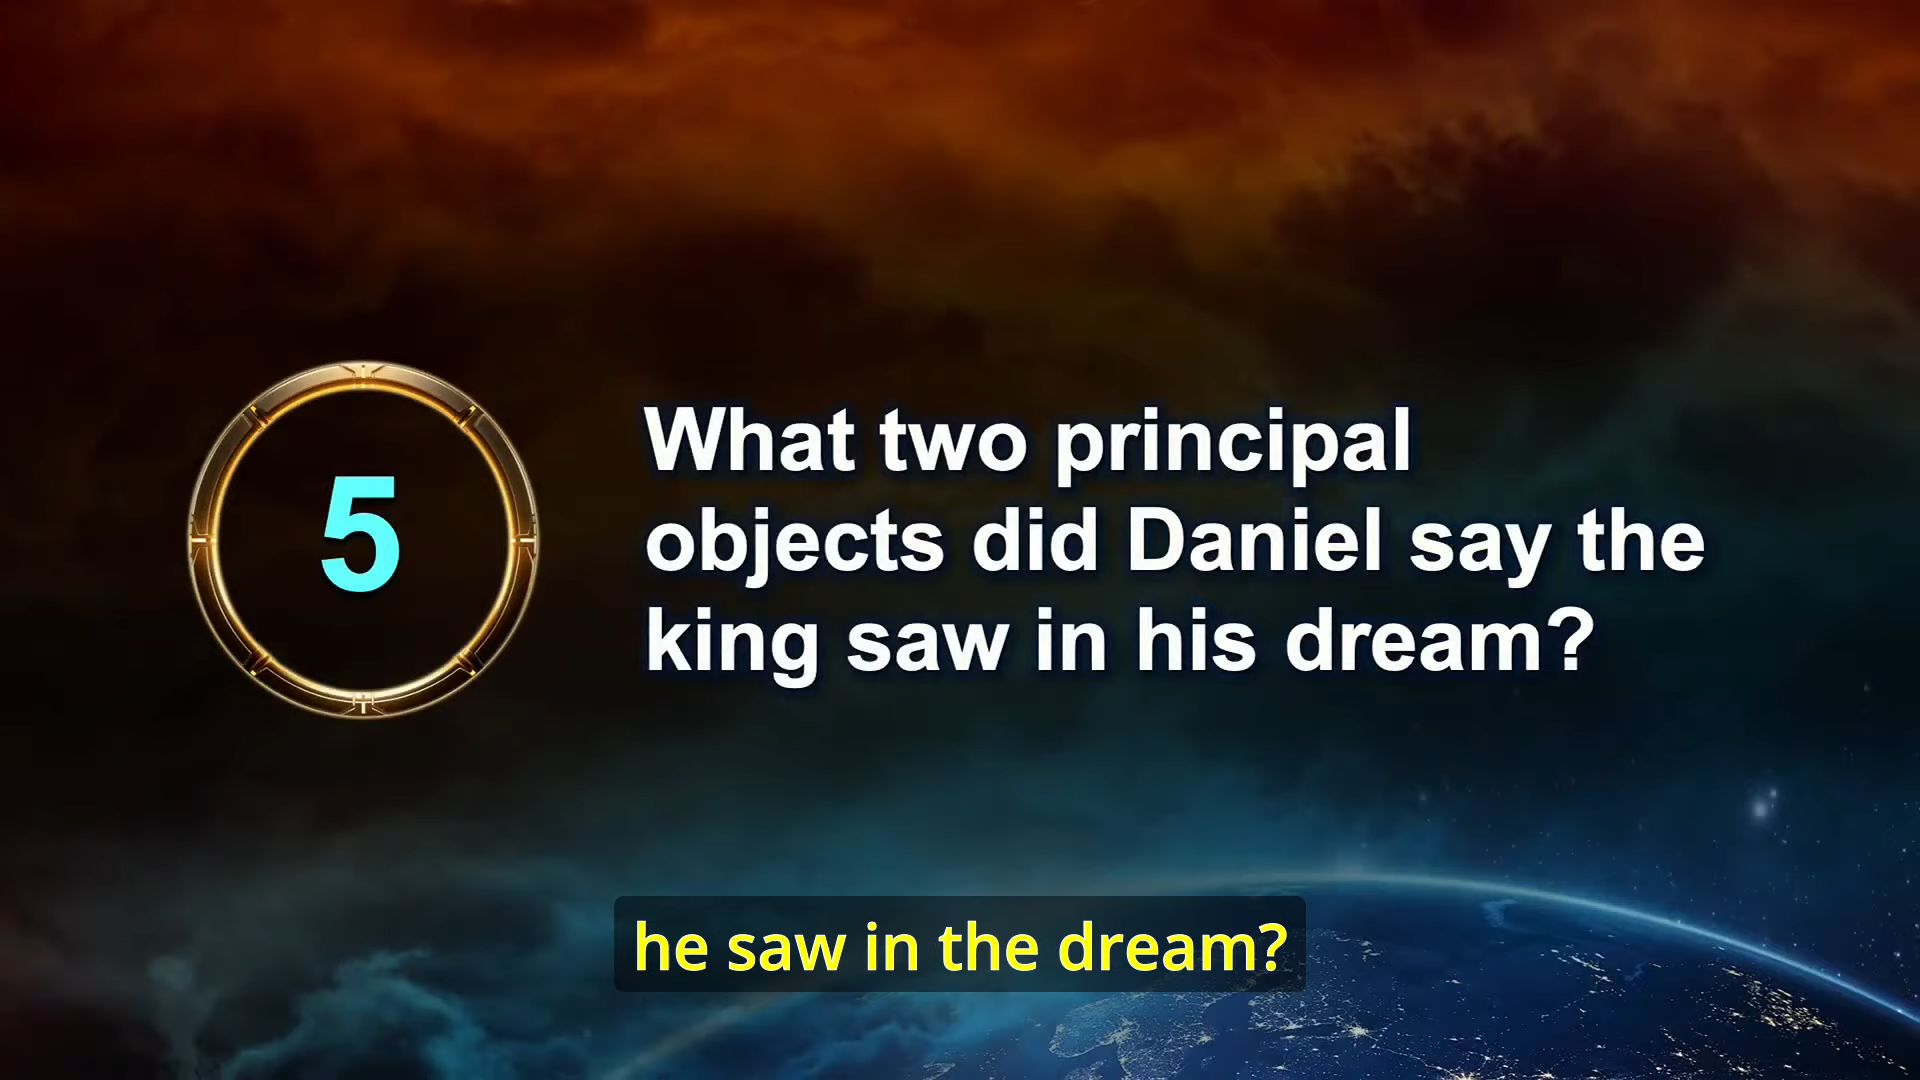 5
What two principal
objects did Daniel say the
king saw in his dream?
he saw in the dream?